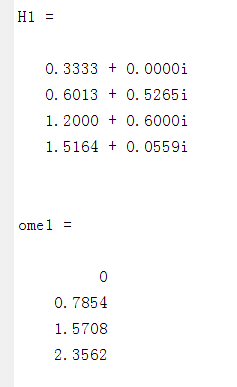 H1 =
0.3333 + 0.0000i
0.6013 + 0.5265i
1.2000 + 0.6000i
1.5164 + 0.0559i
ome1 =
0
0.7854
1.5708
2.3562